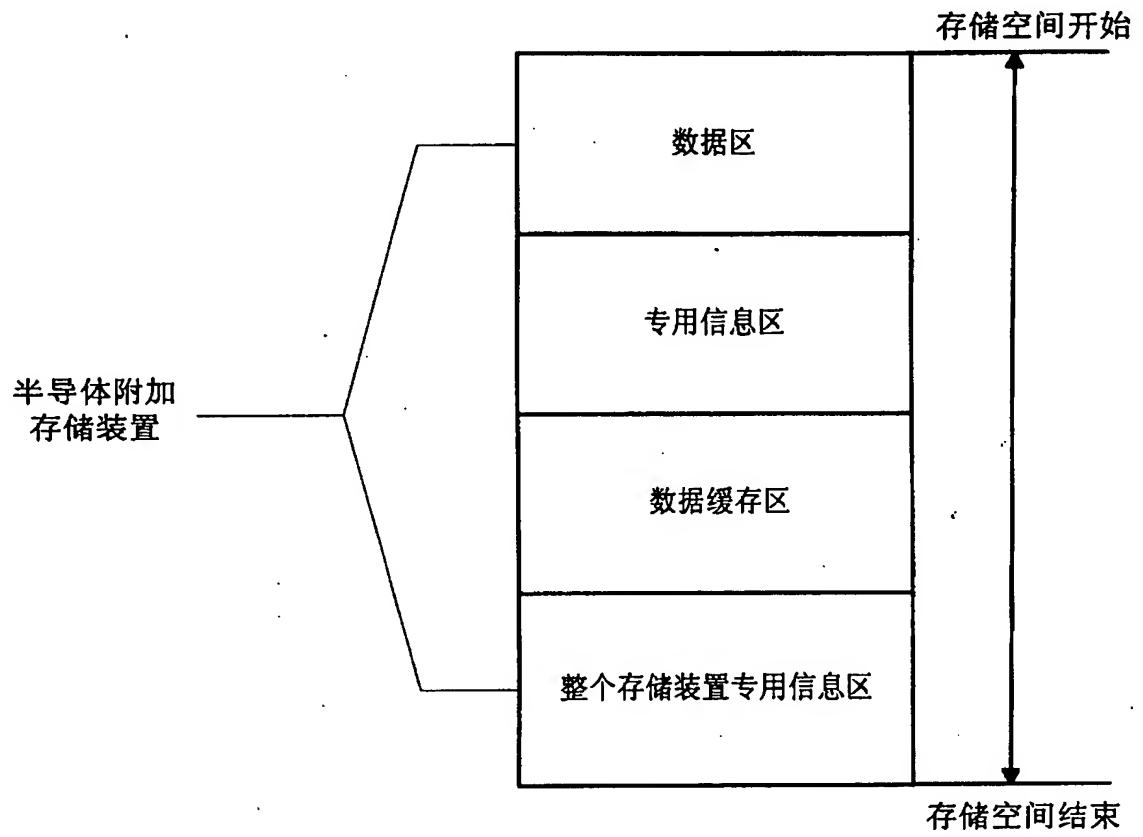 存储空间开始
数据区
专用信息区
半导体附加
存储装置
数据缓存区
整个存储装置专用信息区
存储空间结束